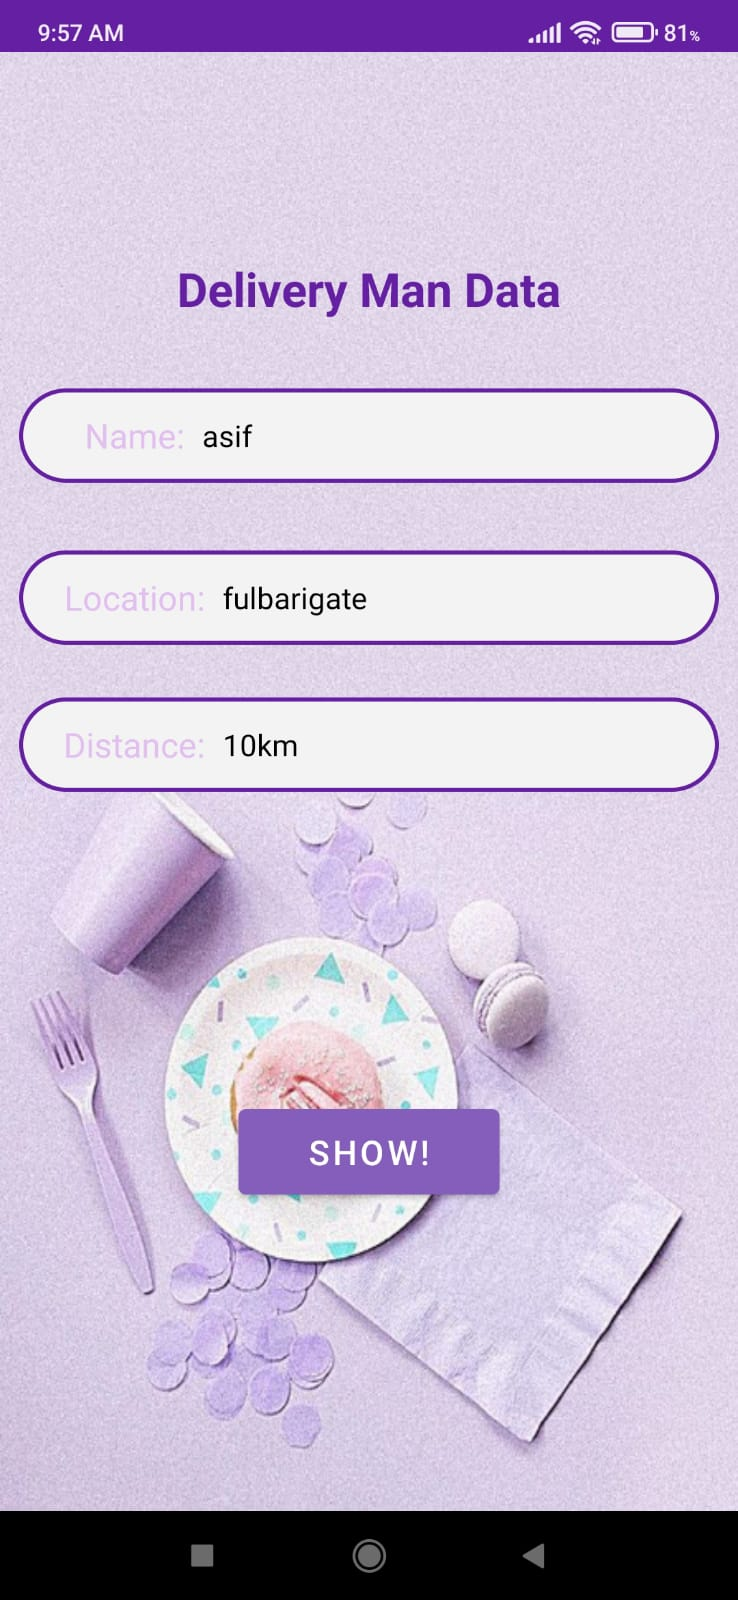 9:57 AM 81%
Delivery Man Data
Name: asif
Location: fulbarigate
Distance: 10km
SHOW!